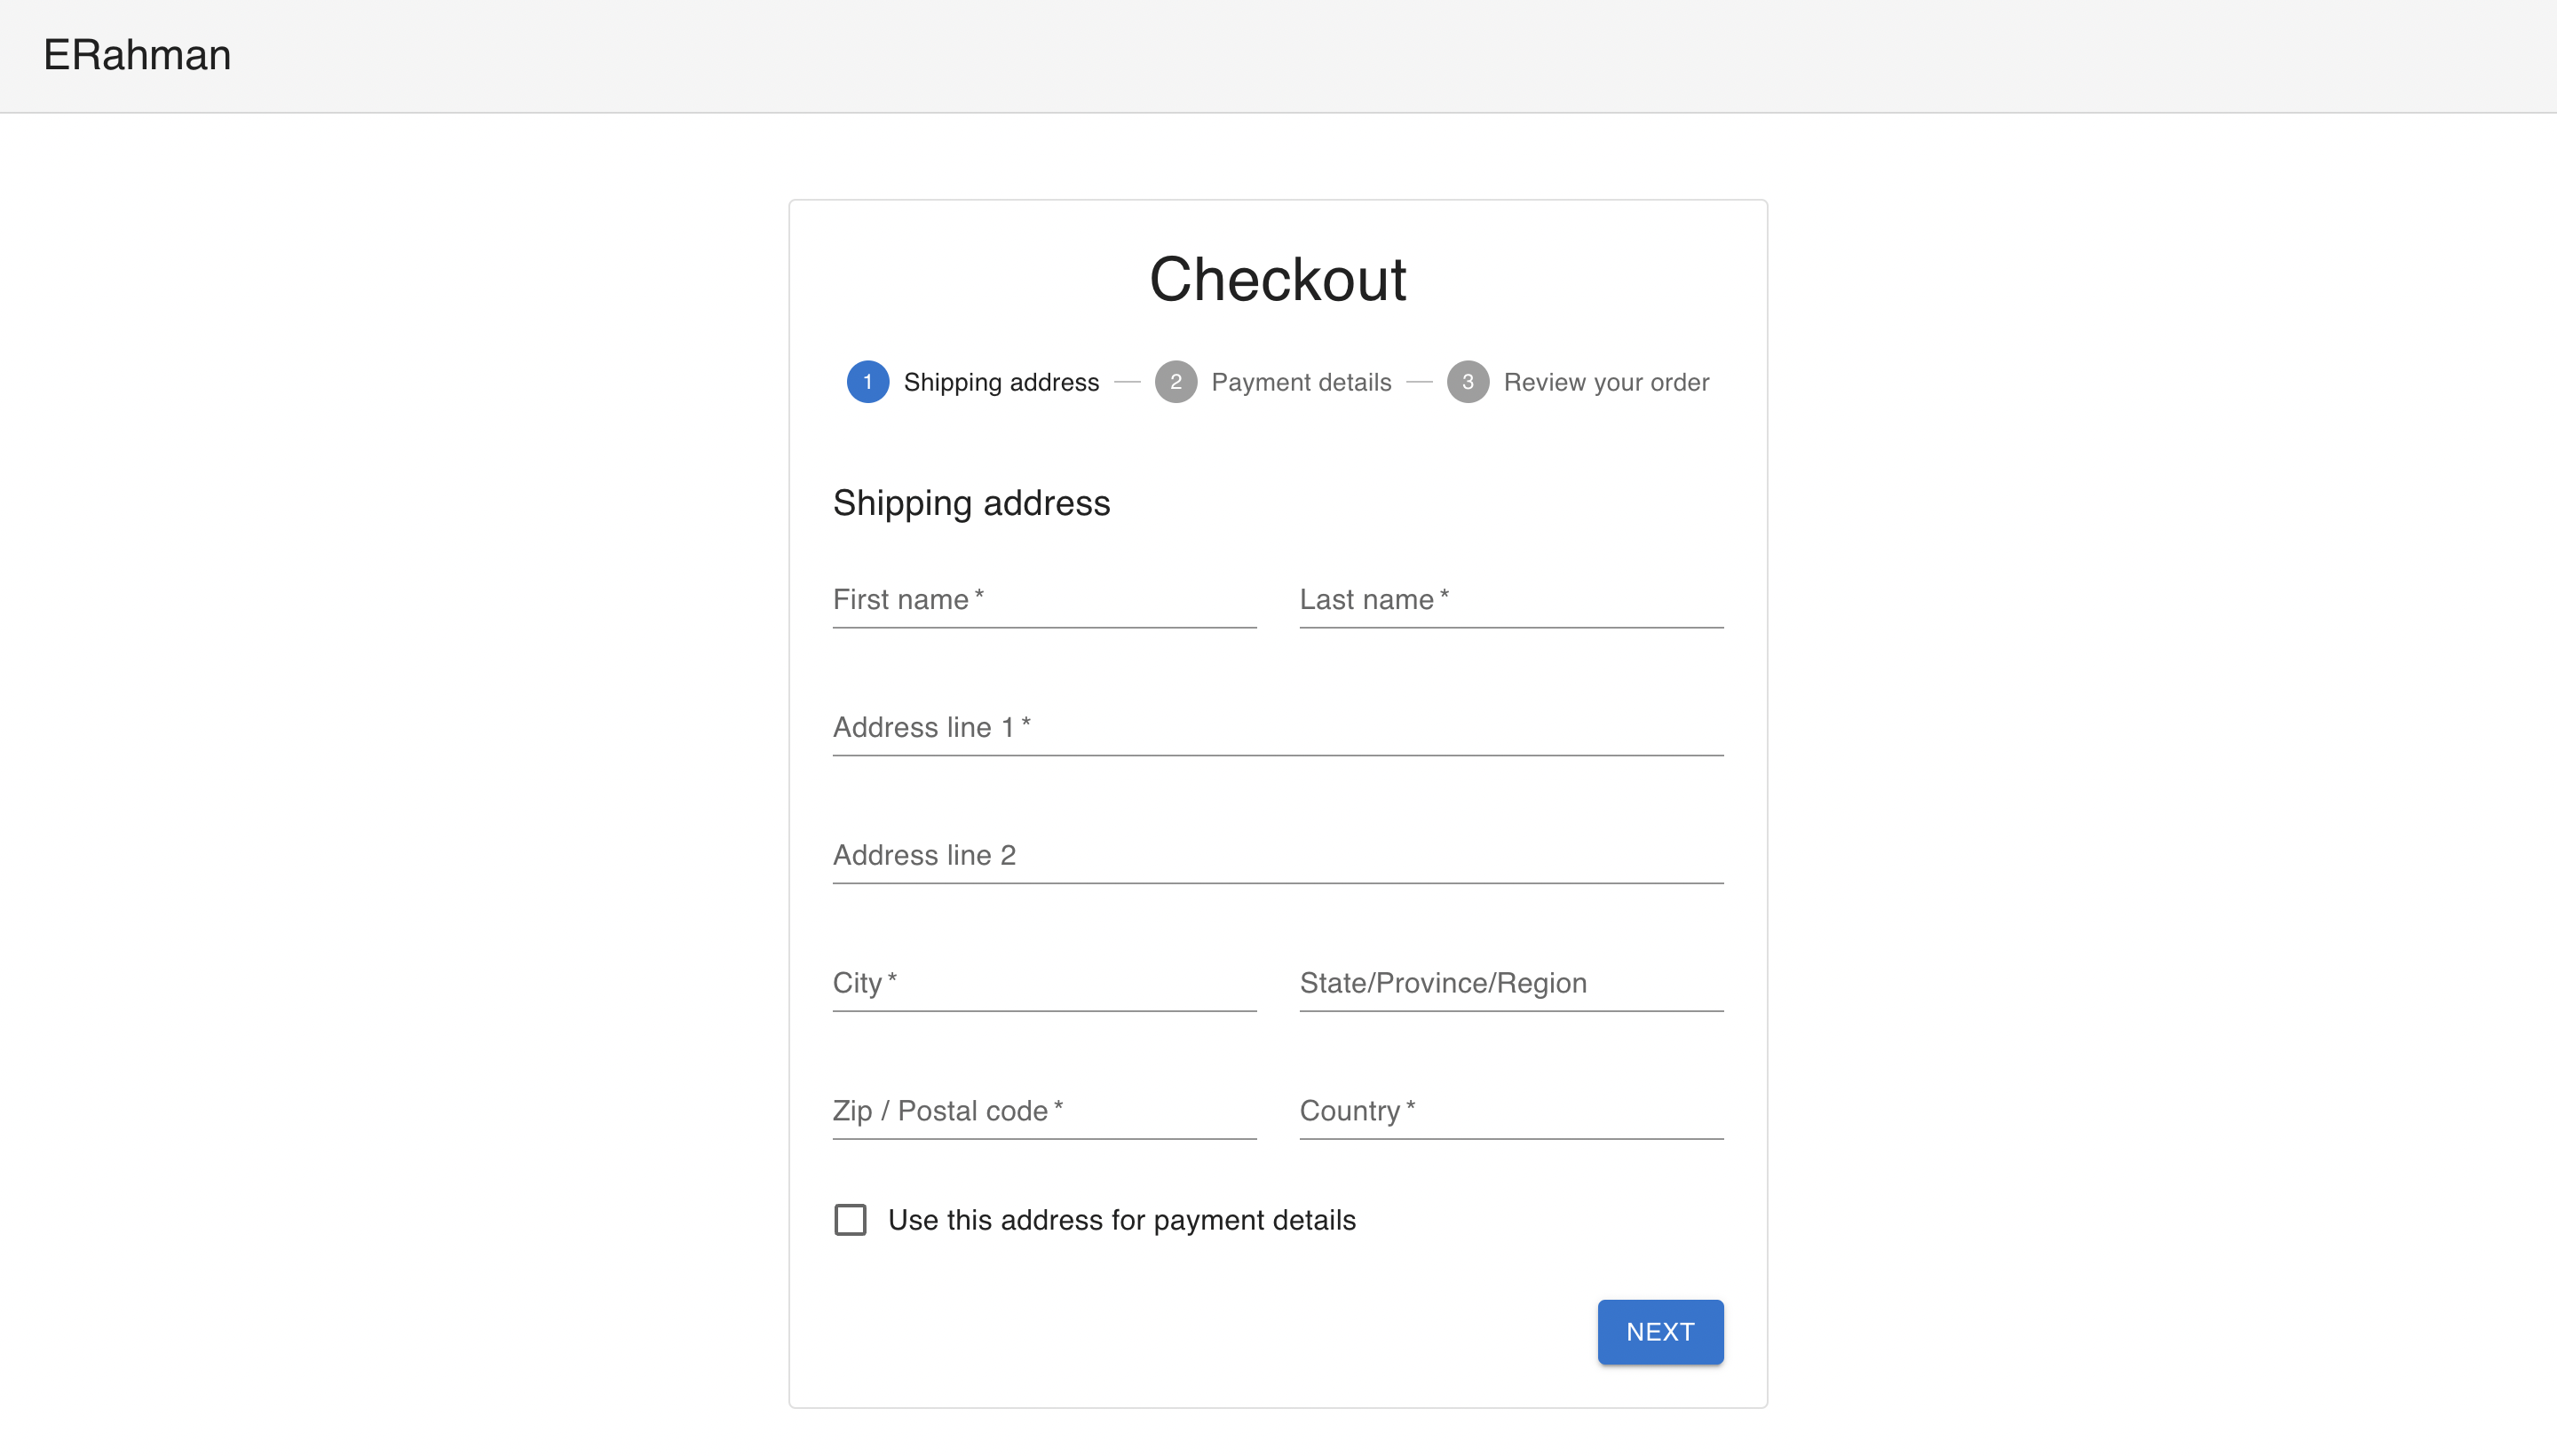 ERahman
Checkout
1 Shipping address 2 Payment details 3 Review your order
Shipping address
First name * Last name *
Address line 1 *
Address line 2
City * State/Province/Region
Zip / Postal code * Country *
Use this address for payment details
NEXT